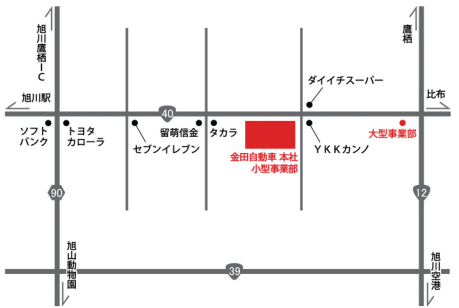 旭川鷹栖IC
鷹栖
旭川駅
ダイイチスーパー
比布
40
ソフト
バンク
トヨタ
カローラ
セブンイレブン
留萌信金
タカラ
金田自動車 本社
小型事業部
YKKカンノ
大型事業部
90
12
旭山動物園
39
旭川空港